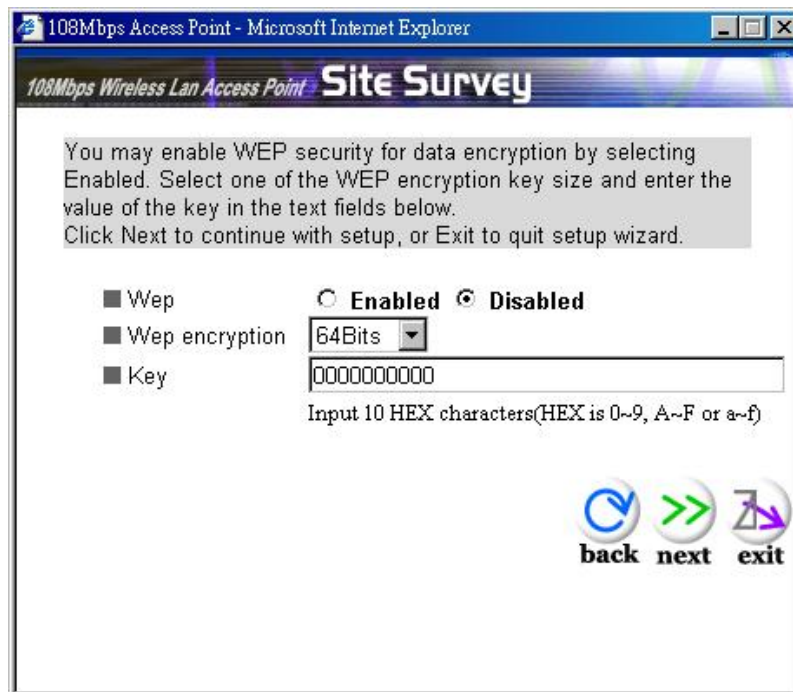 108Mbps Access Point - Microsoft Internet Explorer
108Mbps Wireless Lan Access Point Site Survey
You may enable WEP security for data encryption by selecting
Enabled. Select one of the WEP encryption key size and enter the
value of the key in the text fields below.
Click Next to continue with setup, or Exit to quit setup wizard.
Wep Enabled Disabled
Wep encryption 64Bits
Key 0000000000
Input 10 HEX characters(HEX is 0~9, A~F or a~f)
back next exit